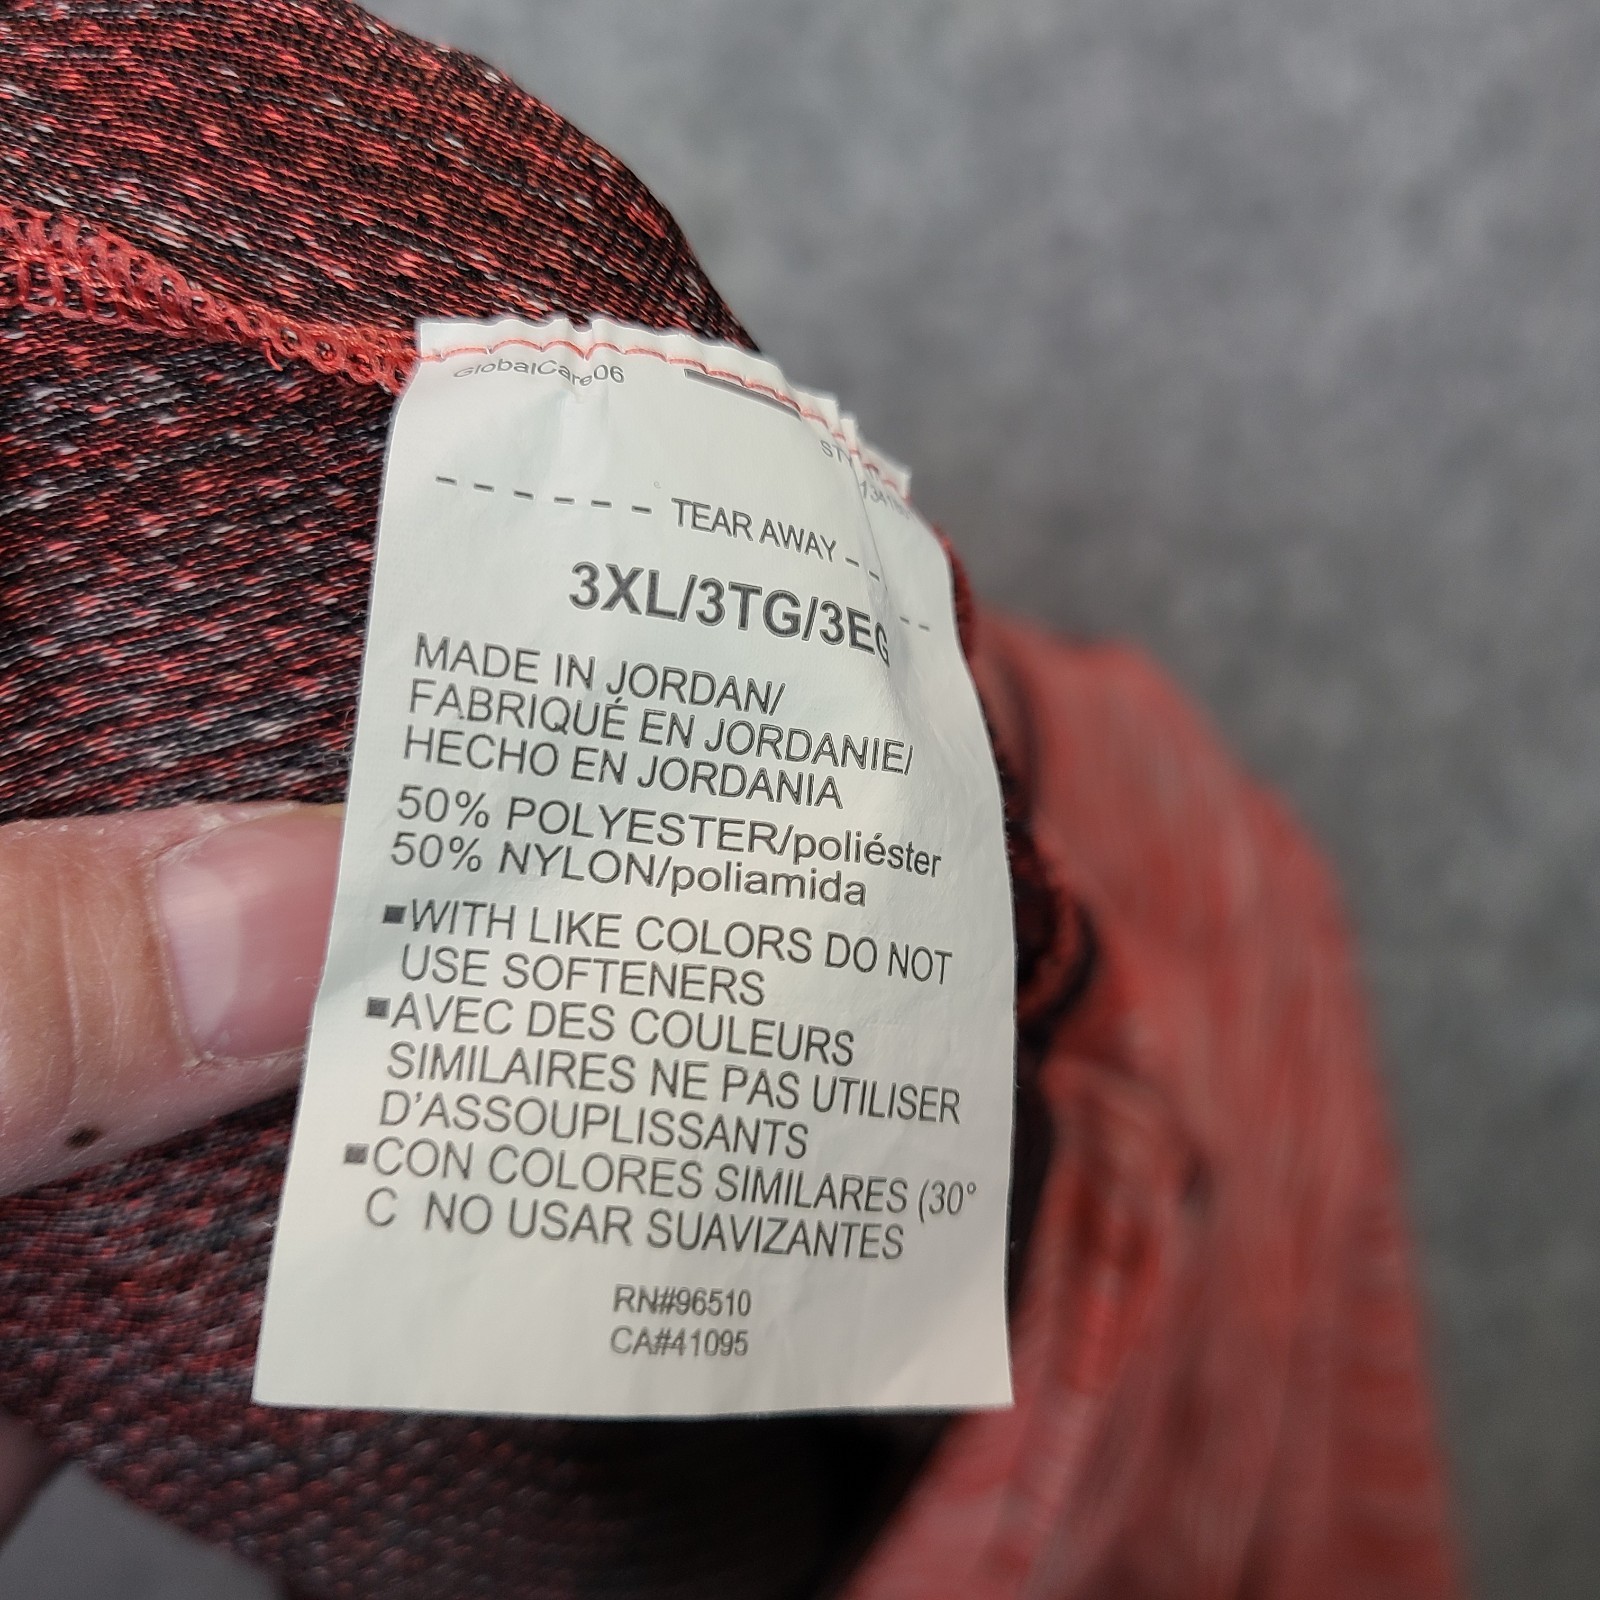 GlobalCare06
TEAR AWAY
3XL/3TG/3EG
MADE IN JORDAN/
FABRIQUÉ EN JORDANIE/
HECHO EN JORDANIA
50% POLYESTER/poliéster
50% NYLON/poliamida
■WITH LIKE COLORS DO NOT
USE SOFTENERS
■AVEC DES COULEURS
SIMILAIRES NE PAS UTILISER
D'ASSOUPLISSANTS
■CON COLORES SIMILARES (30°
C NO USAR SUAVIZANTES
RN#96510
CA#41095